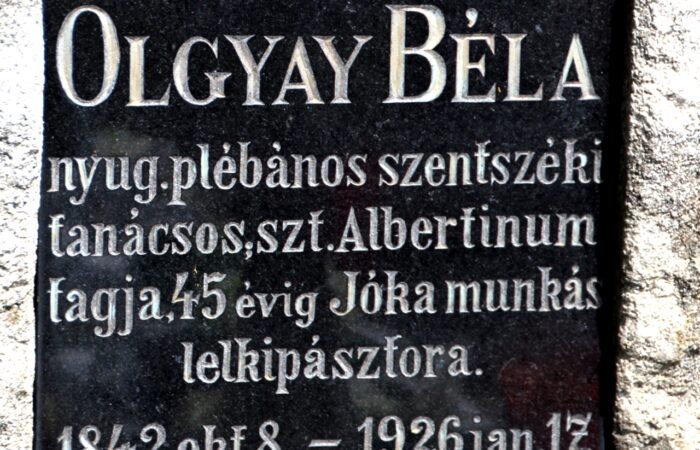 OLGYAY BÉLA
nyug.plébános szentszéki
tanácsos,szt.Albertinum
tagja,45 évig Jóka munkás
lelkipásztora.
1842 okt.8. – 1926 jan.17.